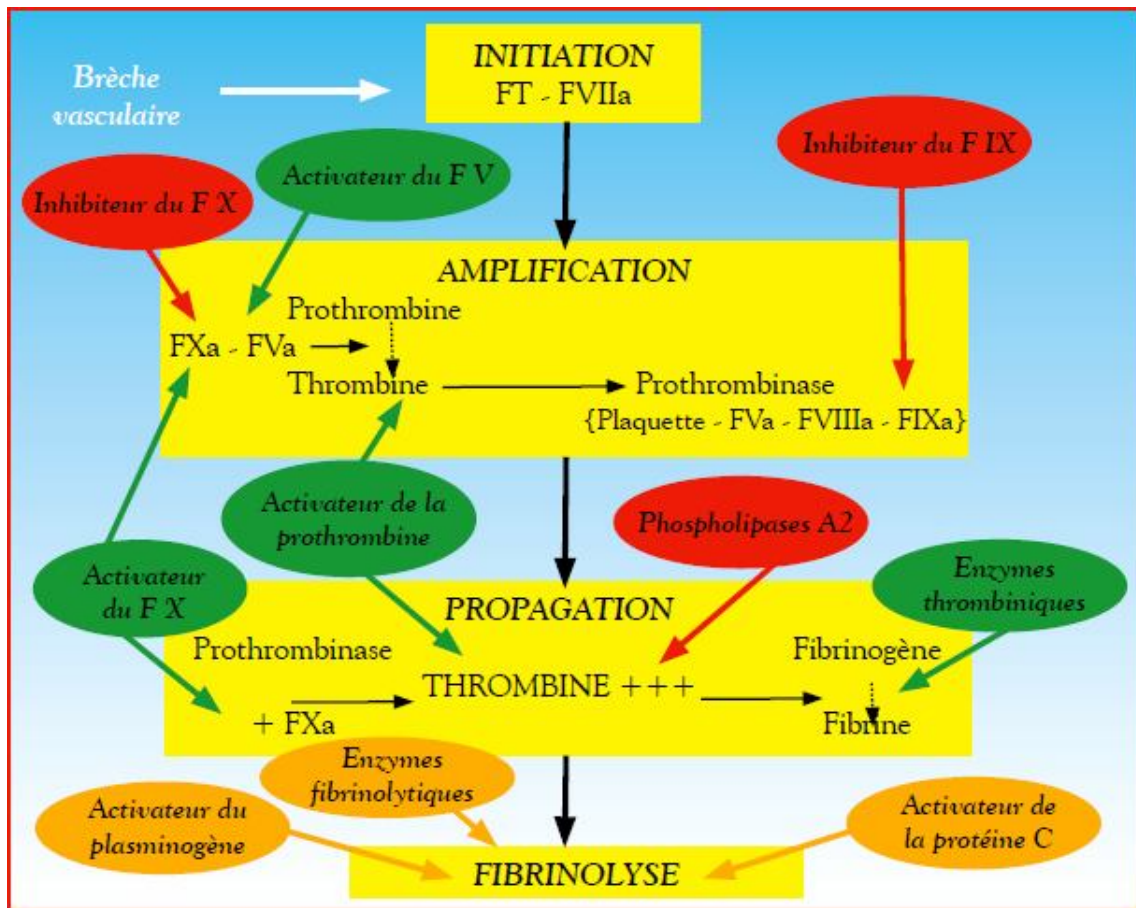 INITIATION
FT - FVIIa
Brèche
vasculaire
Inhibiteur du F IX
Activateur du F V
Inhibiteur du F X
AMPLIFICATION
Prothrombine
FXa - FVa
Thrombine
Prothrombinase
{Plaquette - FVa - FVIIIa - FIXa}
Activateur de la
prothrombine
Phospholipases A2
Activateur
du F X
Enzymes
thrombiniques
PROPAGATION
Prothrombinase
+ FXa
THROMBINE +++
Fibrinogène
Fibrine
Enzymes
fibrinolytiques
Activateur du
plasminogène
Activateur de
la protéine C
FIBRINOLYSE